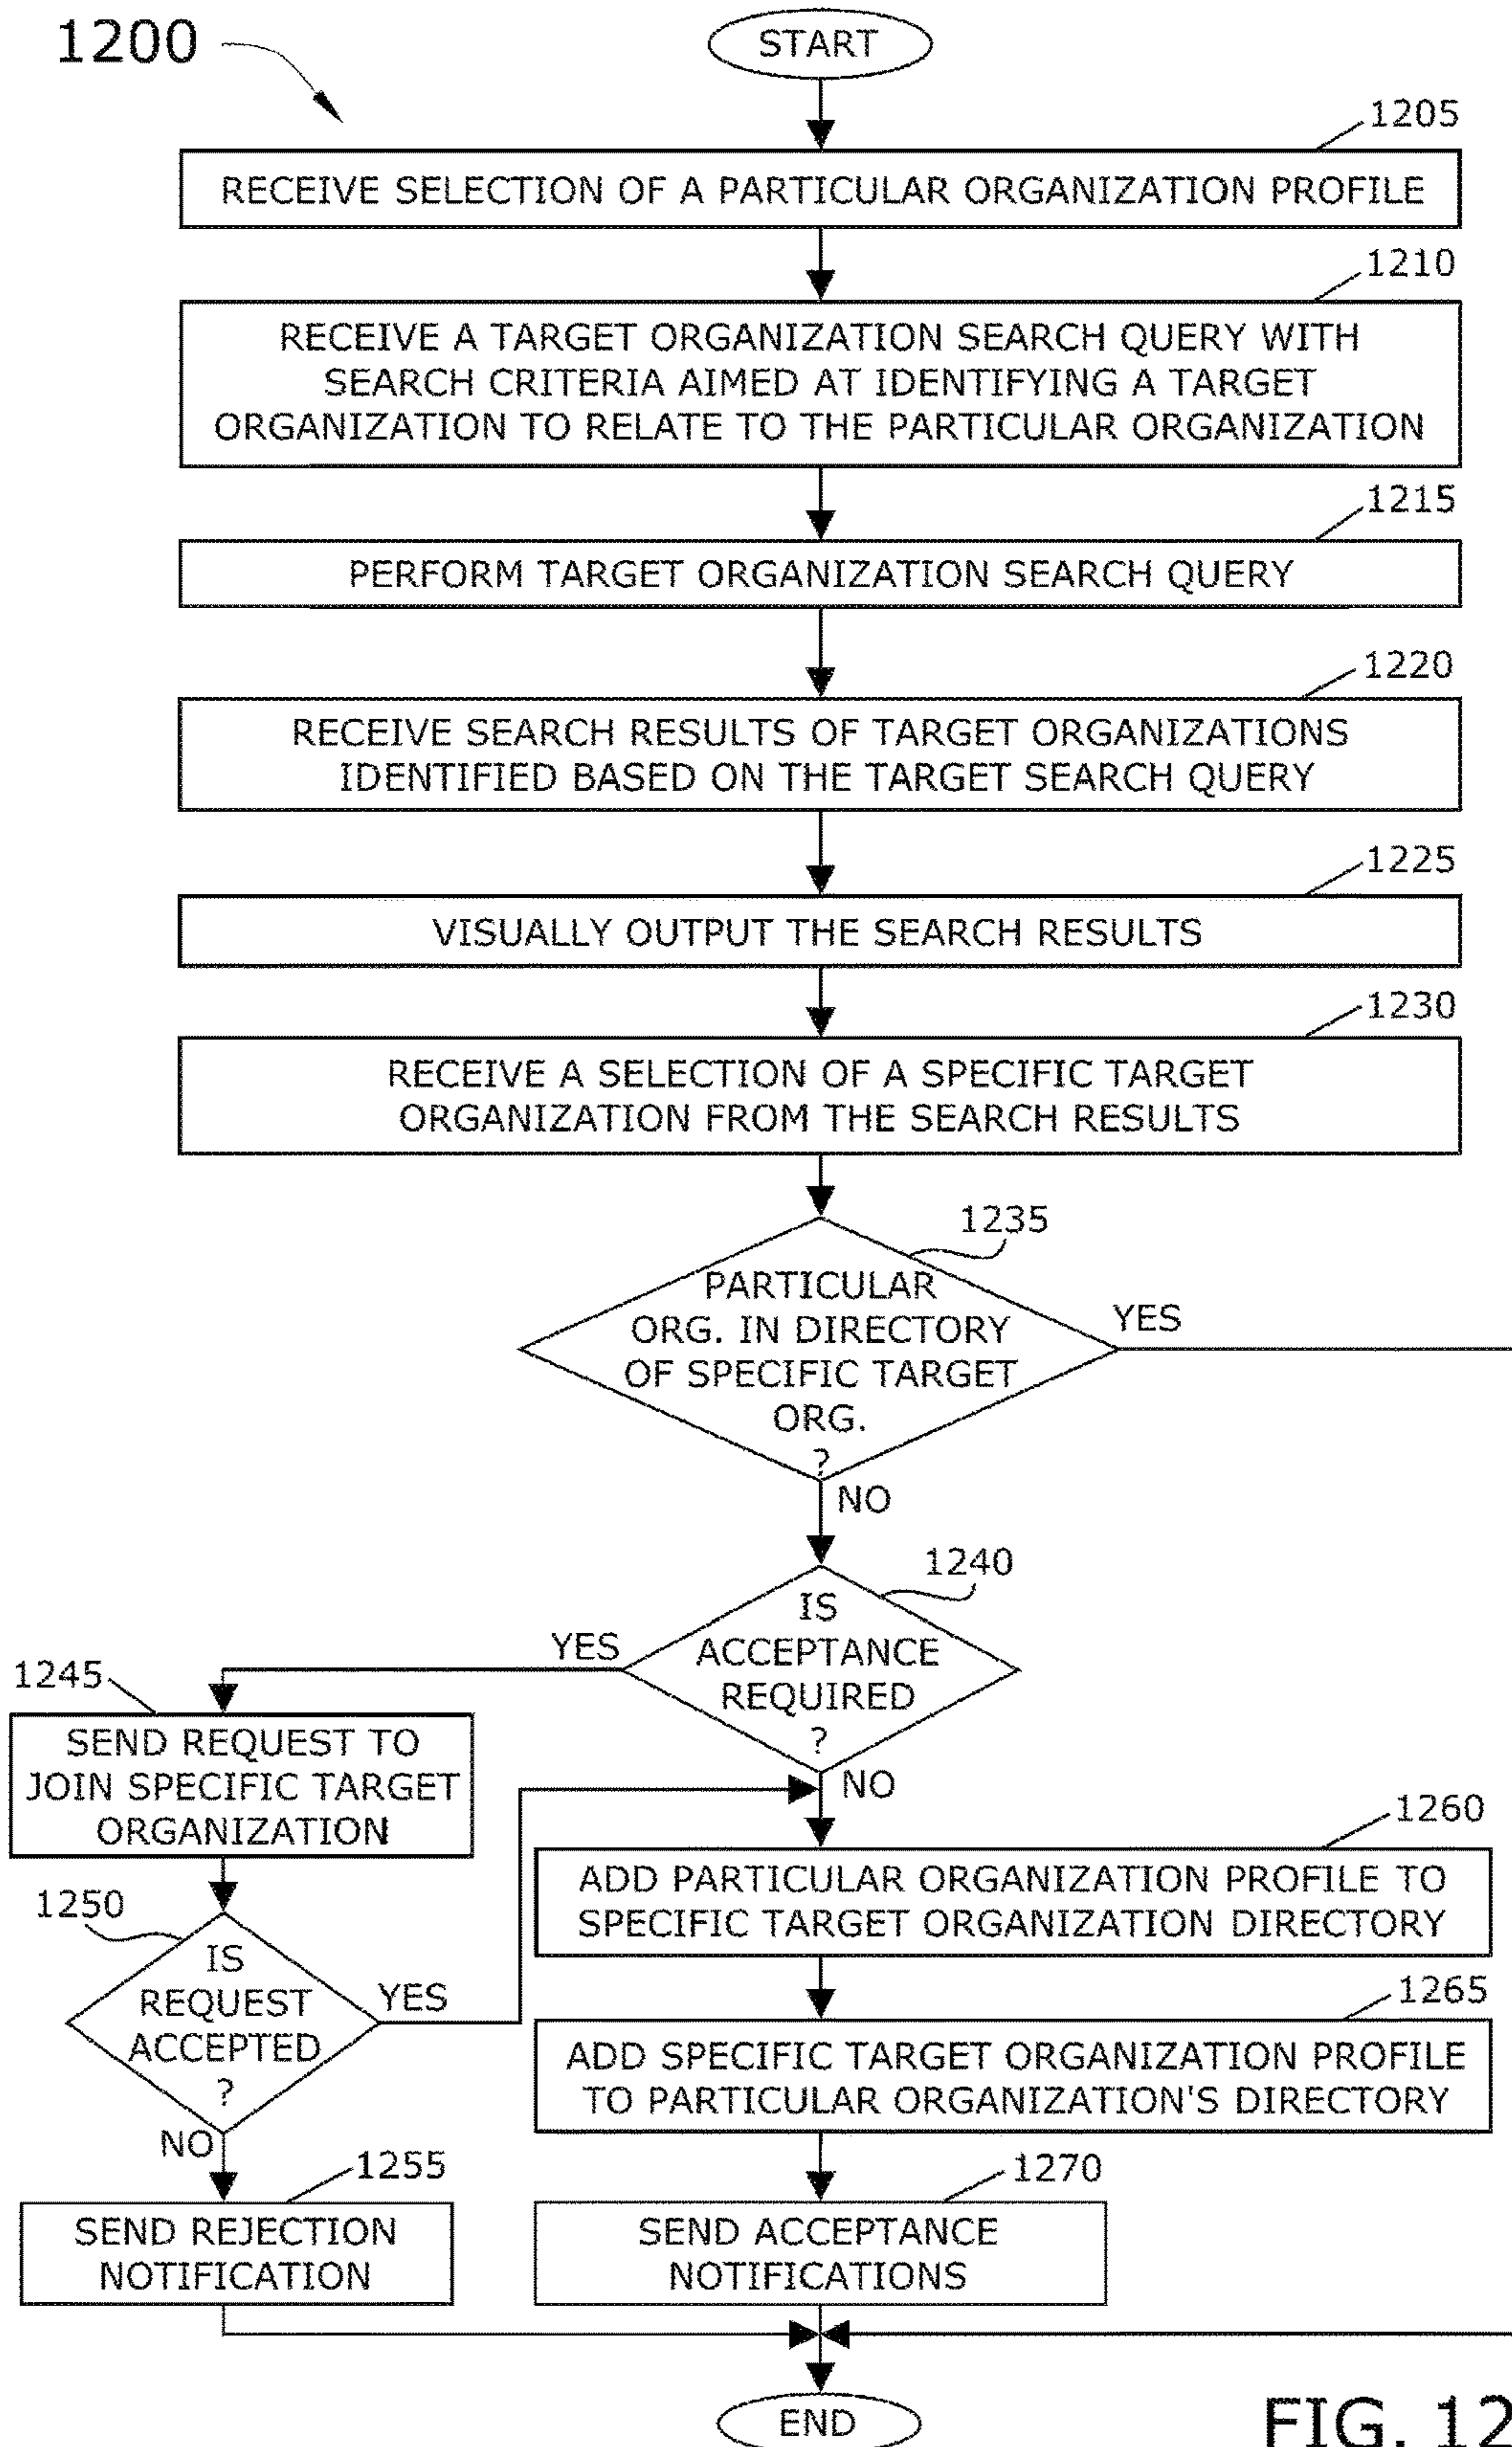 1200
START
1205
RECEIVE SELECTION OF A PARTICULAR ORGANIZATION PROFILE
1210
RECEIVE A TARGET ORGANIZATION SEARCH QUERY WITH
SEARCH CRITERIA AIMED AT IDENTIFYING A TARGET
ORGANIZATION TO RELATE TO THE PARTICULAR ORGANIZATION
1215
PERFORM TARGET ORGANIZATION SEARCH QUERY
1220
RECEIVE SEARCH RESULTS OF TARGET ORGANIZATIONS
IDENTIFIED BASED ON THE TARGET SEARCH QUERY
1225
VISUALLY OUTPUT THE SEARCH RESULTS
1230
RECEIVE A SELECTION OF A SPECIFIC TARGET
ORGANIZATION FROM THE SEARCH RESULTS
1235
PARTICULAR
ORG. IN DIRECTORY
OF SPECIFIC TARGET
ORG.
?
YES
NO
1240
IS
ACCEPTANCE
REQUIRED
?
YES
NO
1245
SEND REQUEST TO
JOIN SPECIFIC TARGET
ORGANIZATION
1250
IS
REQUEST
ACCEPTED
?
YES
NO
1255
SEND REJECTION
NOTIFICATION
1260
ADD PARTICULAR ORGANIZATION PROFILE TO
SPECIFIC TARGET ORGANIZATION DIRECTORY
1265
ADD SPECIFIC TARGET ORGANIZATION PROFILE
TO PARTICULAR ORGANIZATION'S DIRECTORY
1270
SEND ACCEPTANCE
NOTIFICATIONS
END
FIG. 12